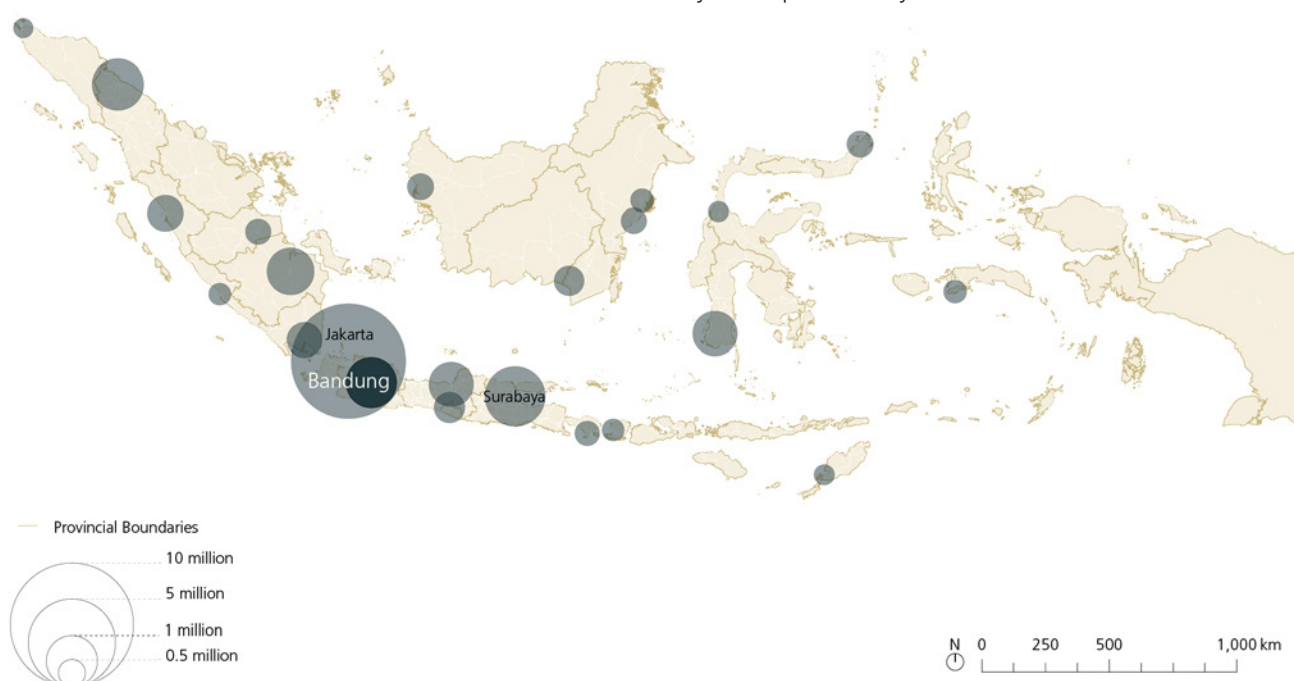 Jakarta
Bandung
Surabaya
Provincial Boundaries
10 million
5 million
1 million
0.5 million
N 0 250 500 1,000 km